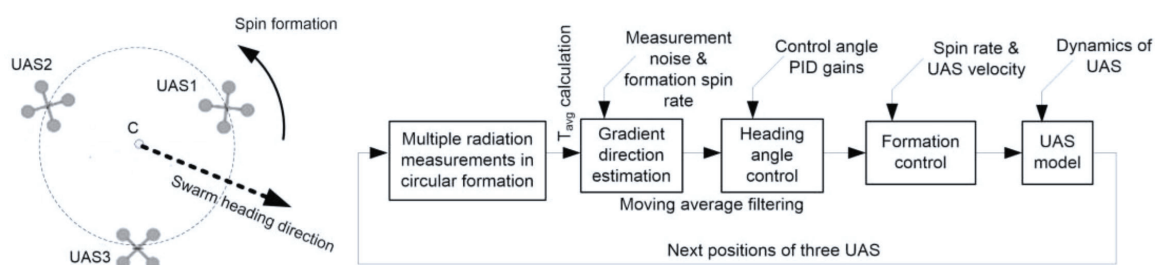 Spin formation
UAS2
UAS1
C
Swarm heading direction
UAS3
Measurement
noise &
formation spin
rate
Control angle
PID gains
Spin rate &
UAS velocity
Dynamics of
UAS
Tavg calculation
Multiple radiation
measurements in
circular formation
Gradient
direction
estimation
Heading
angle
control
Formation
control
UAS
model
Moving average filtering
Next positions of three UAS